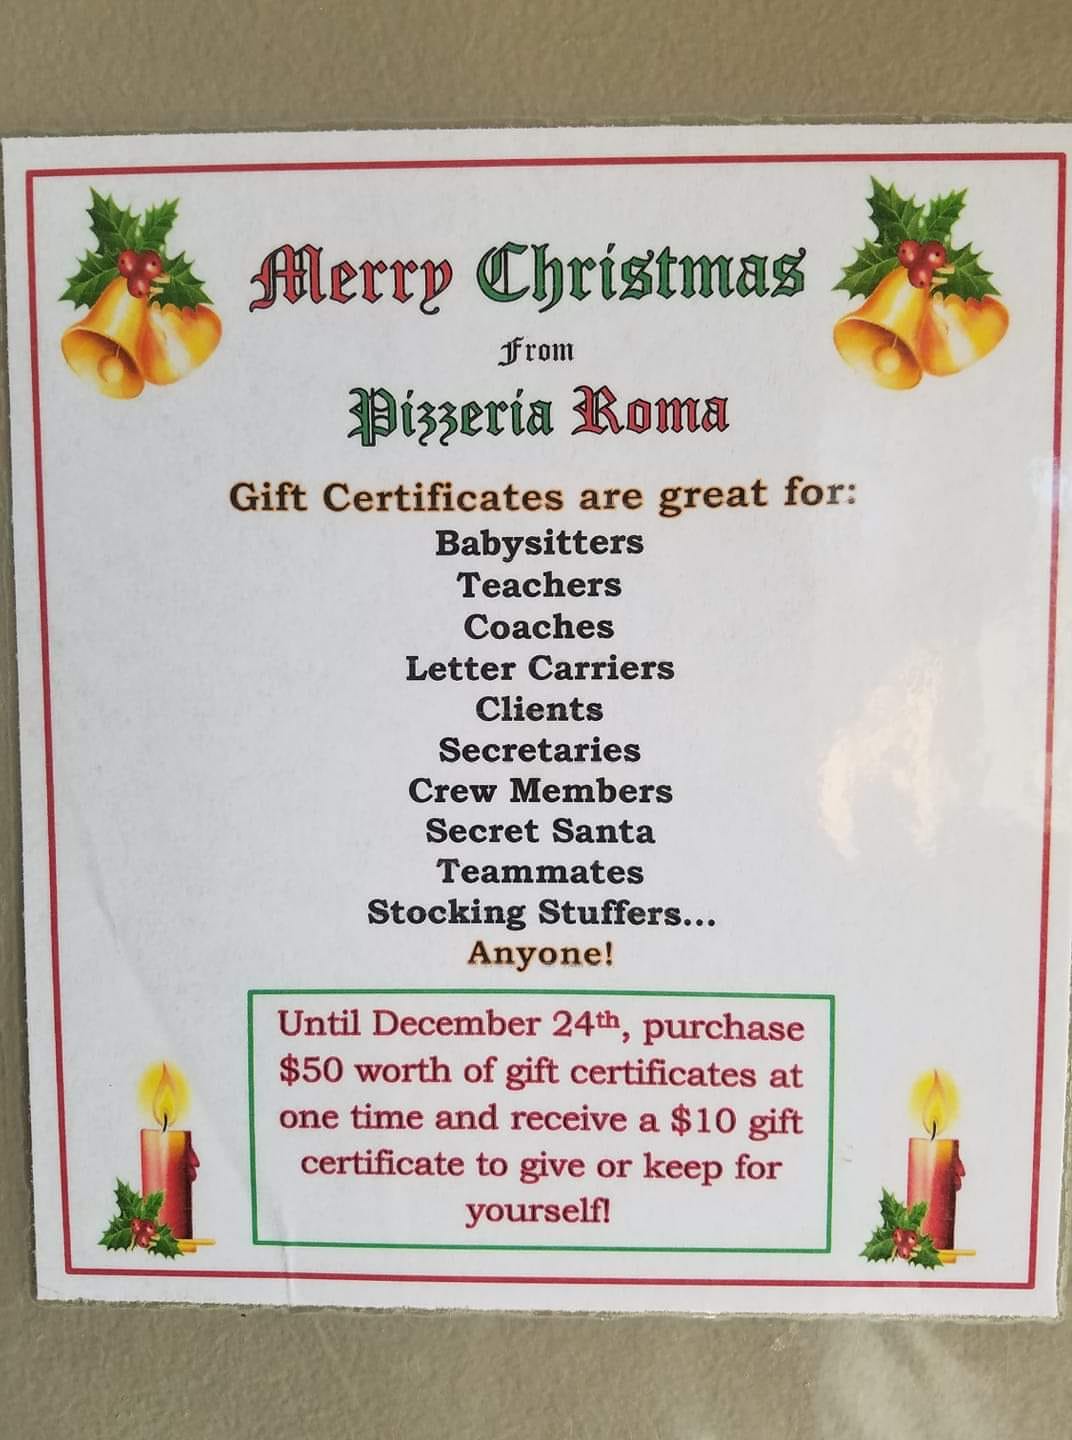 Merry Christmas
From
Pizzeria Roma
Gift Certificates are great for:
Babysitters
Teachers
Coaches
Letter Carriers
Clients
Secretaries
Crew Members
Secret Santa
Teammates
Stocking Stuffers...
Anyone!
Until December 24th, purchase
$50 worth of gift certificates at
one time and receive a $10 gift
certificate to give or keep for
yourself!